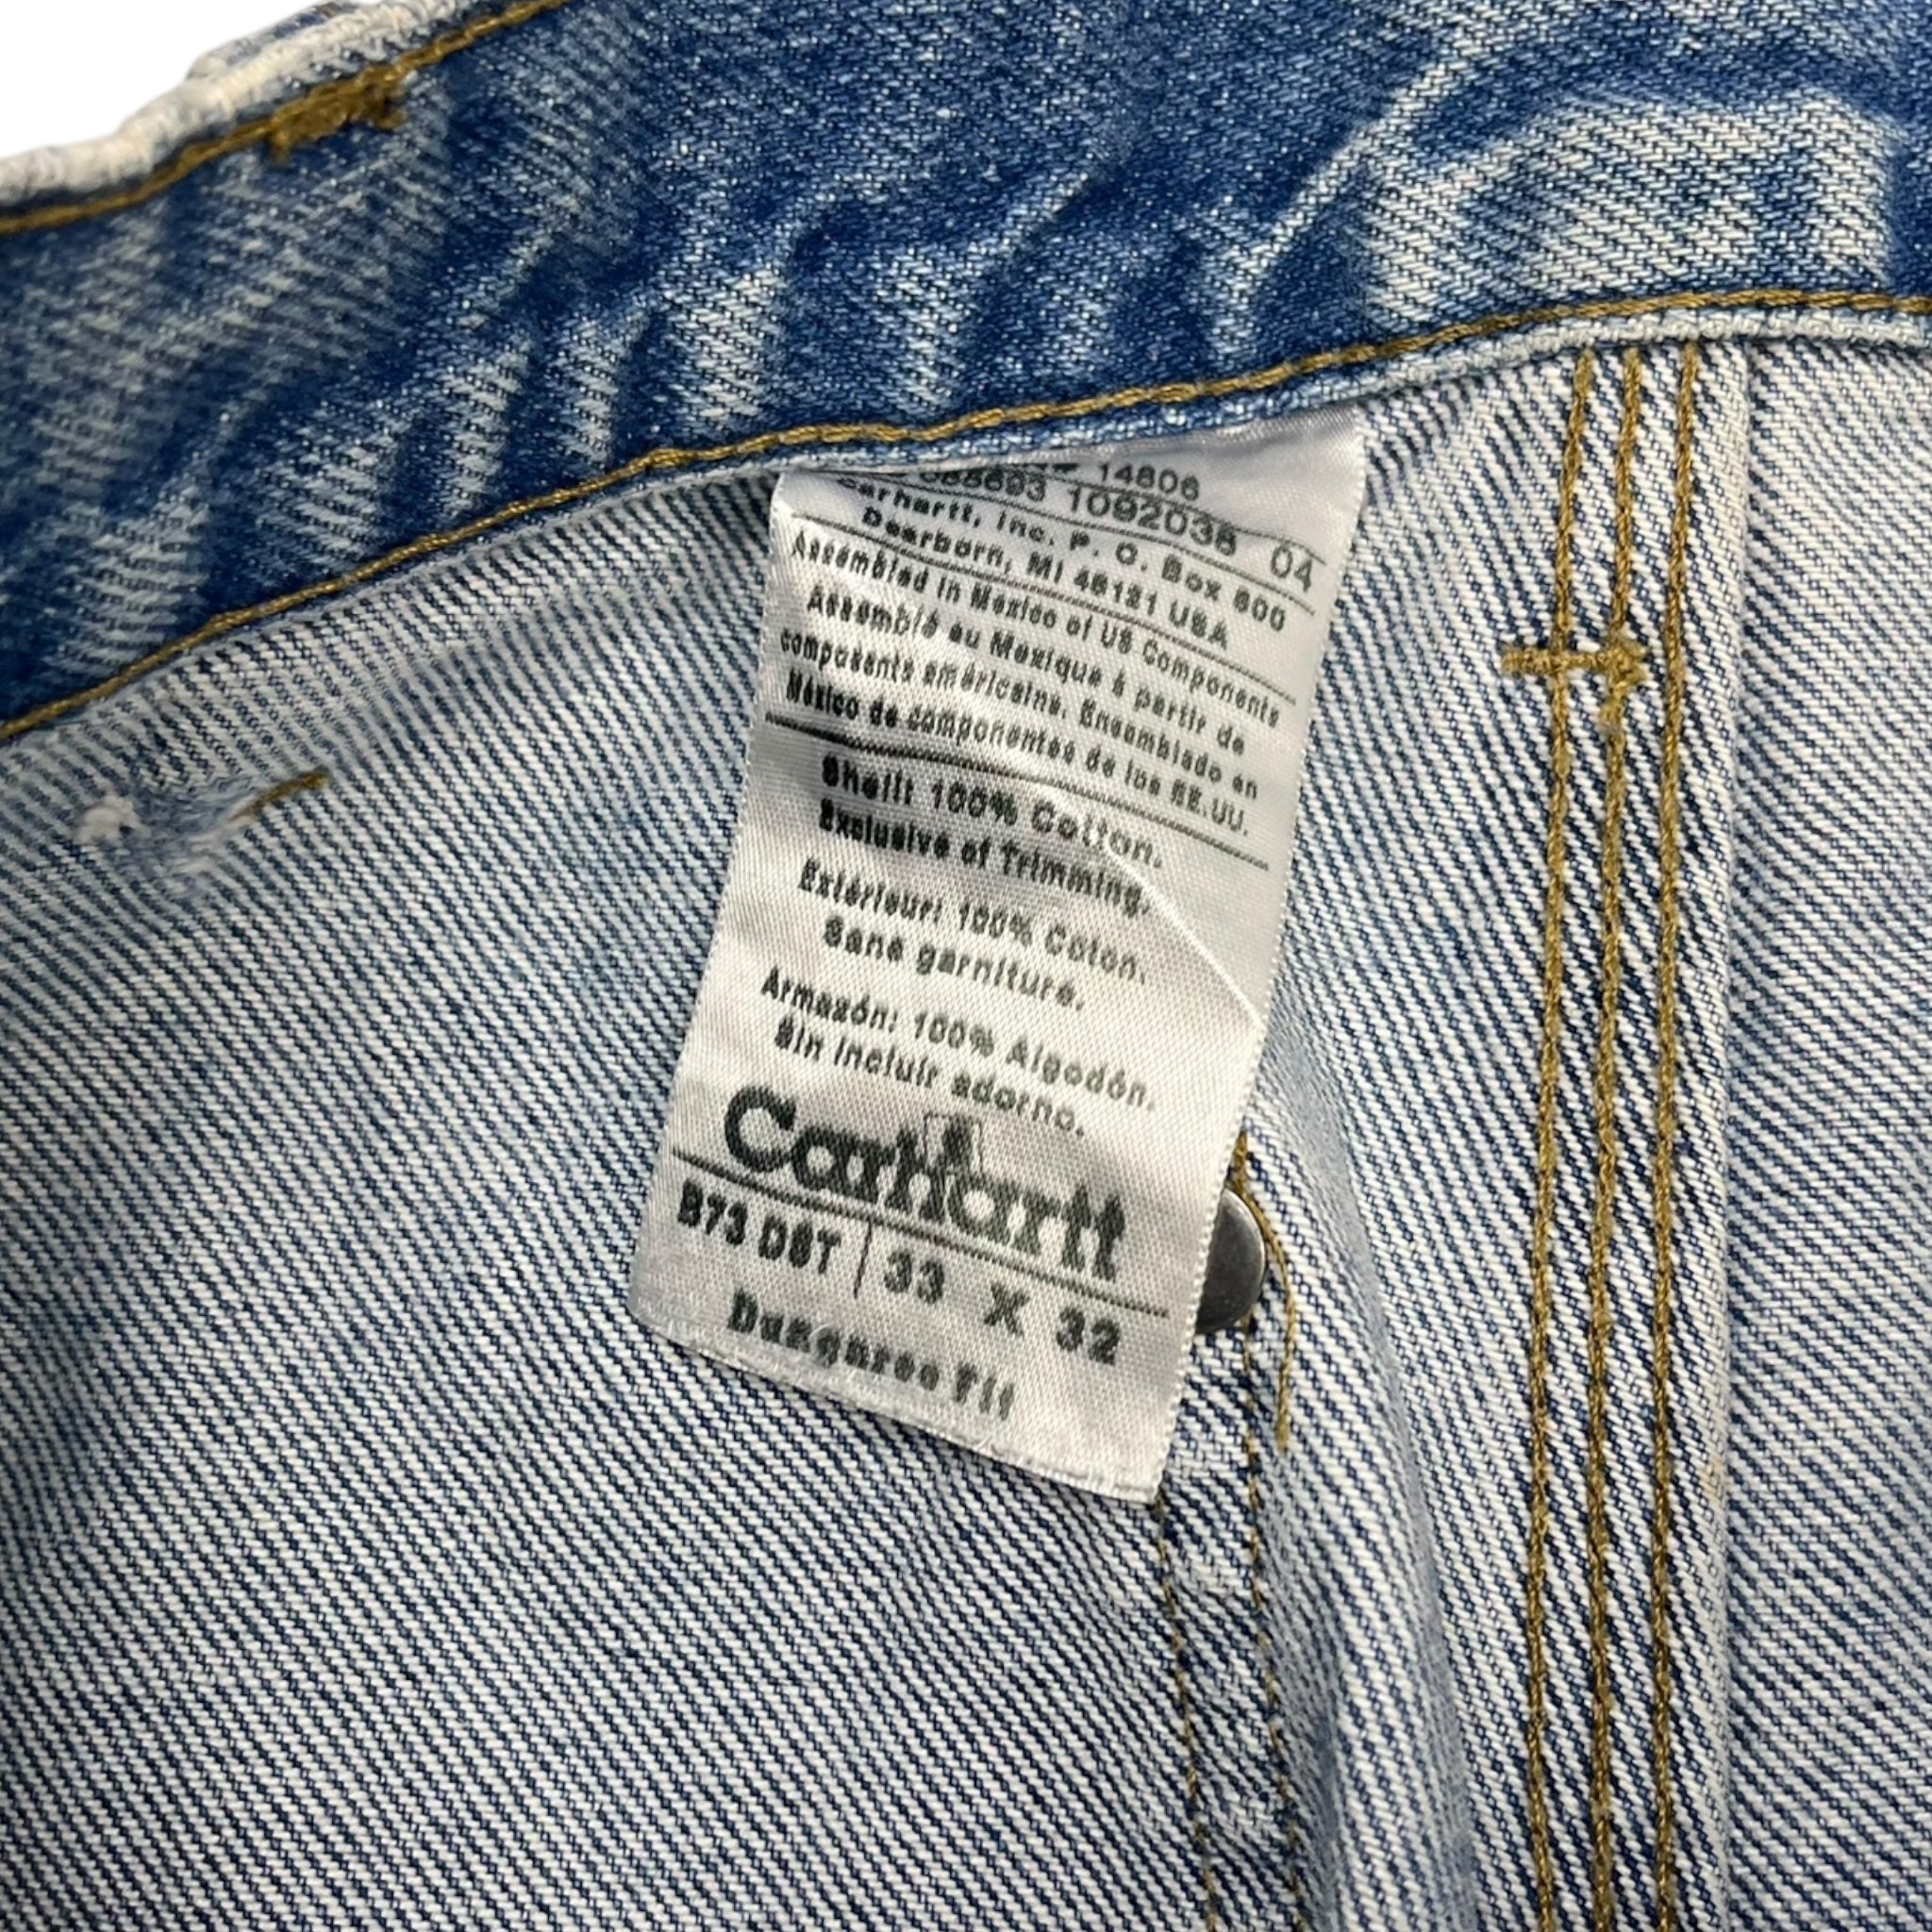 14806
1092038 04
Carhartt, Inc. P. O. Box 600
Dearborn, MI 48121 USA
Assembled in Mexico of US Components
Assemblé au Mexique à partir de
composants américains. Ensamblado en
México de componentes de los EE.UU.
Shell: 100% Cotton.
Exclusive of Trimming.
Extérieur: 100% Coton.
Sans garniture.
Armazón: 100% Algodón.
Sin incluir adorno.
Carhartt
B73 DST | 33 X 32
Dungaree Fit